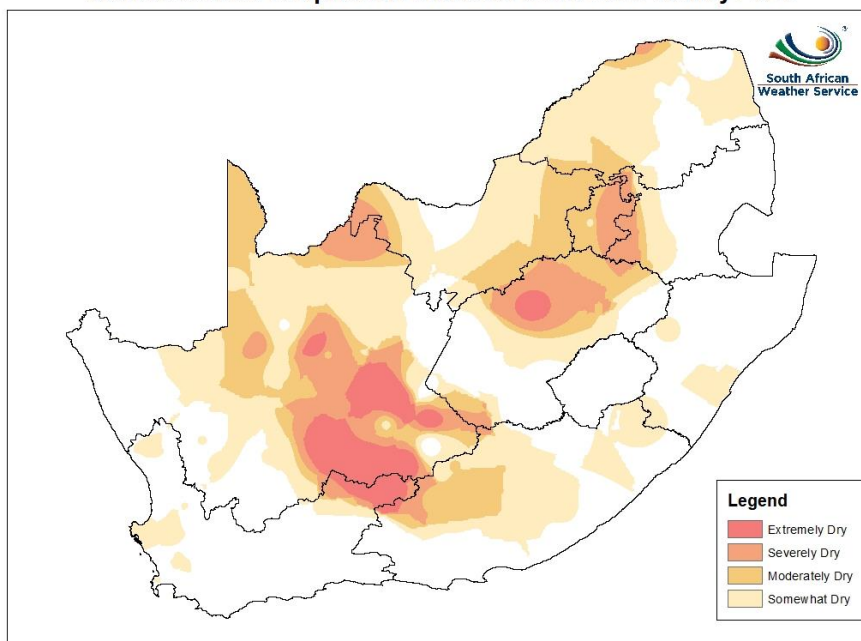 South African
Weather Service
Legend
Extremely Dry
Severely Dry
Moderately Dry
Somewhat Dry